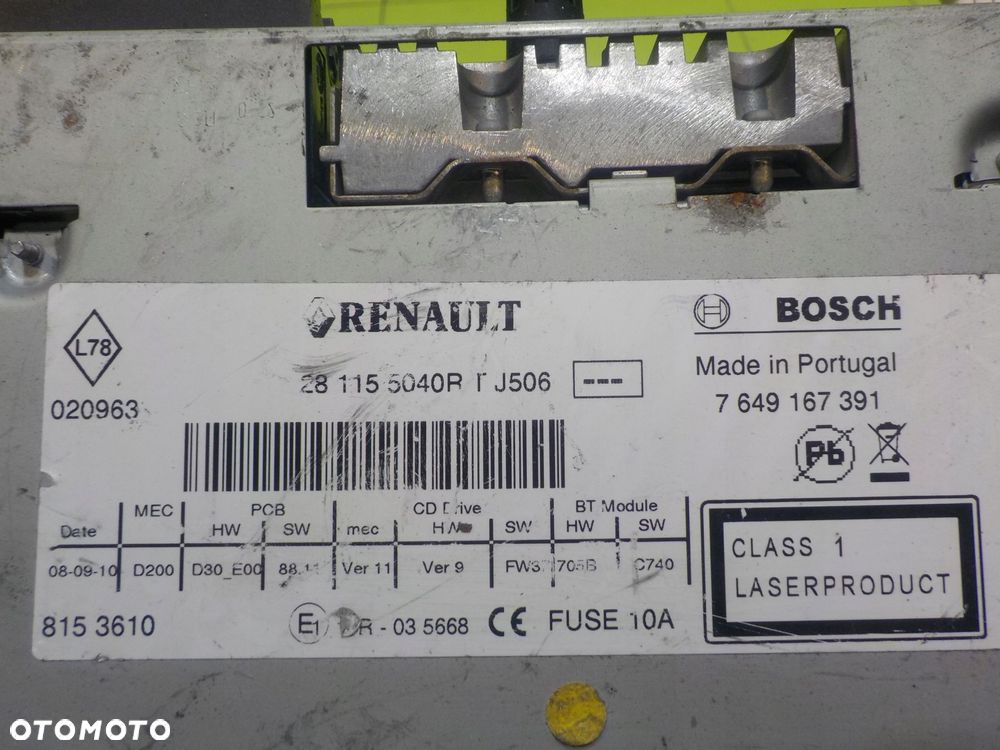 L78
RENAULT
BOSCH
28 115 5040R T J506
Made in Portugal
020963
7 649 167 391
Pb
MEC PCB CD Drive BT Module
Date HW SW mec HW SW HW SW
08-09-10 D200 D30_E00 Ver 11 Ver 9 C740
815 3610
E1
- 03 5668 CE FUSE 10A
CLASS 1
LASERPRODUCT
OTOMOTO